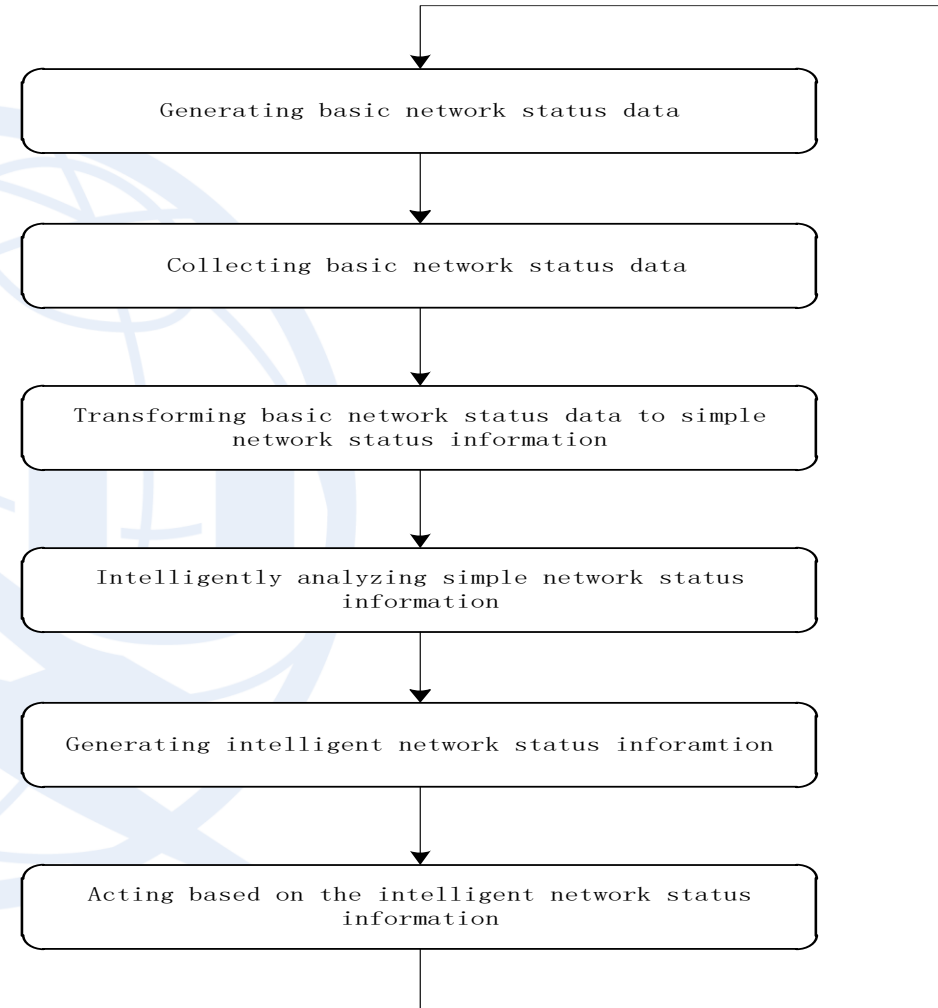 Generating basic network status data
Collecting basic network status data
Transforming basic network status data to simple
network status information
Intelligently analyzing simple network status
information
Generating intelligent network status inforamtion
Acting based on the intelligent network status
information